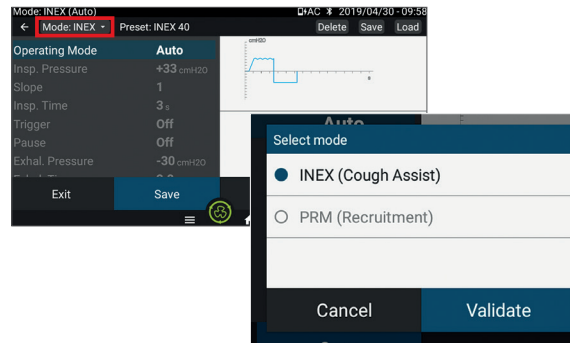 Mode: INEX (Auto) AC 2019/04/30 - 09:58
← Mode: INEX Preset: INEX 40 Delete Save Load
Operating Mode Auto
Insp. Pressure +33 cmH2O
Slope 1
Insp. Time 3 s
Trigger Off
Pause Off
Exhal. Pressure -30 cmH2O
Exit Save
cmH2O
s
Auto
Select mode
INEX (Cough Assist)
PRM (Recruitment)
Cancel Validate